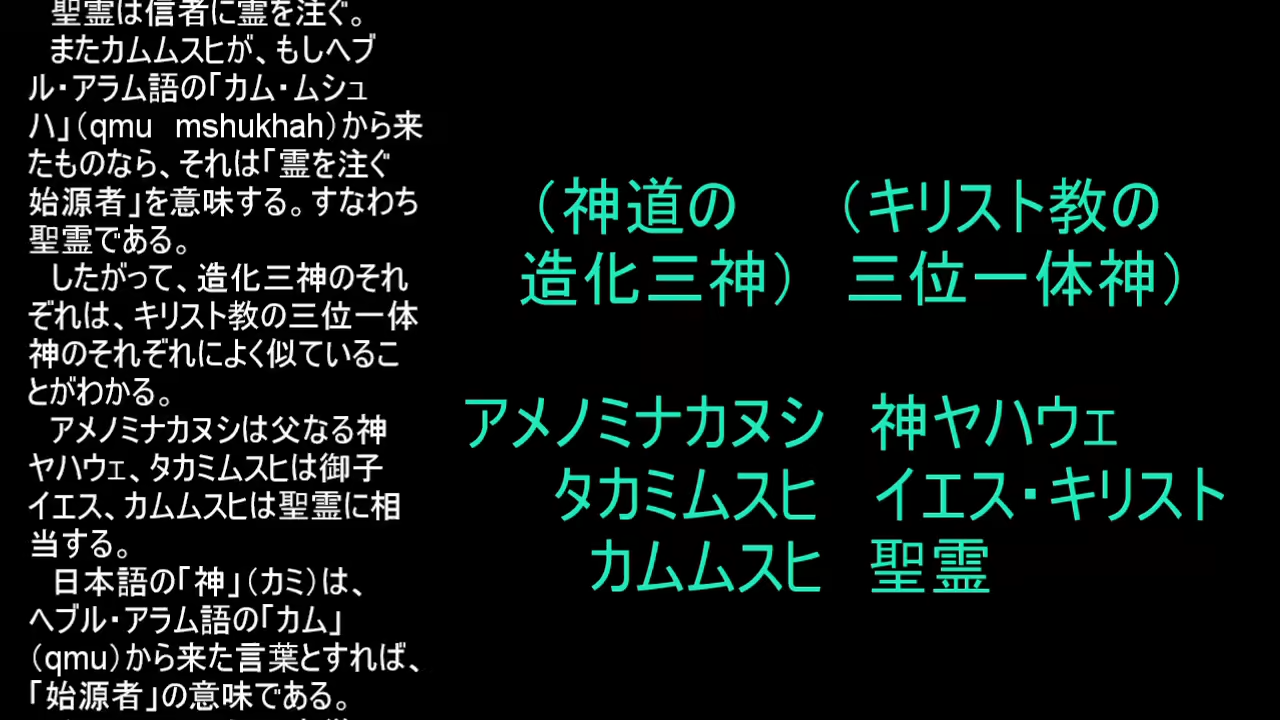 聖霊は信者に霊を注ぐ。
またカムムスヒが、もしヘブ
ル・アラム語の「カム・ムシュ
ハ」（qmu mshukhah）から来
たものなら、それは「霊を注ぐ
始源者」を意味する。すなわち
聖霊である。
したがって、造化三神のそれ
ぞれは、キリスト教の三位一体
神のそれぞれによく似ているこ
とがわかる。
アメノミナカヌシは父なる神
ヤハウェ、タカミムスヒは御子
イエス、カムムスヒは聖霊に相
当する。
日本語の「神」（カミ）は、
ヘブル・アラム語の「カム」
（qmu）から来た言葉とすれば、
「始源者」の意味である。
（神道の　（キリスト教の
造化三神）　三位一体神）
アメノミナカヌシ　神ヤハウェ
タカミムスヒ　イエス・キリスト
カムムスヒ　聖霊